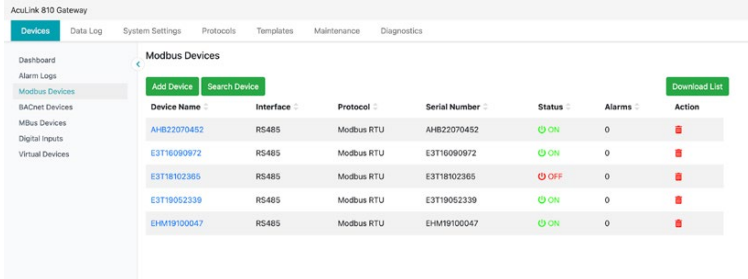 AcuLink 810 Gateway
Devices Data Log System Settings Protocols Templates Maintenance Diagnostics
Dashboard
Alarm Logs
Modbus Devices
BACnet Devices
MBus Devices
Digital Inputs
Virtual Devices
Modbus Devices
Add Device Search Device Download List
Device Name Interface Protocol Serial Number Status Alarms Action
AHB22070452 RS485 Modbus RTU AHB22070452 ON 0
E3T16090972 RS485 Modbus RTU E3T16090972 ON 0
E3T18102365 RS485 Modbus RTU E3T18102365 OFF 0
E3T19052339 RS485 Modbus RTU E3T19052339 ON 0
EHM19100047 RS485 Modbus RTU EHM19100047 ON 0